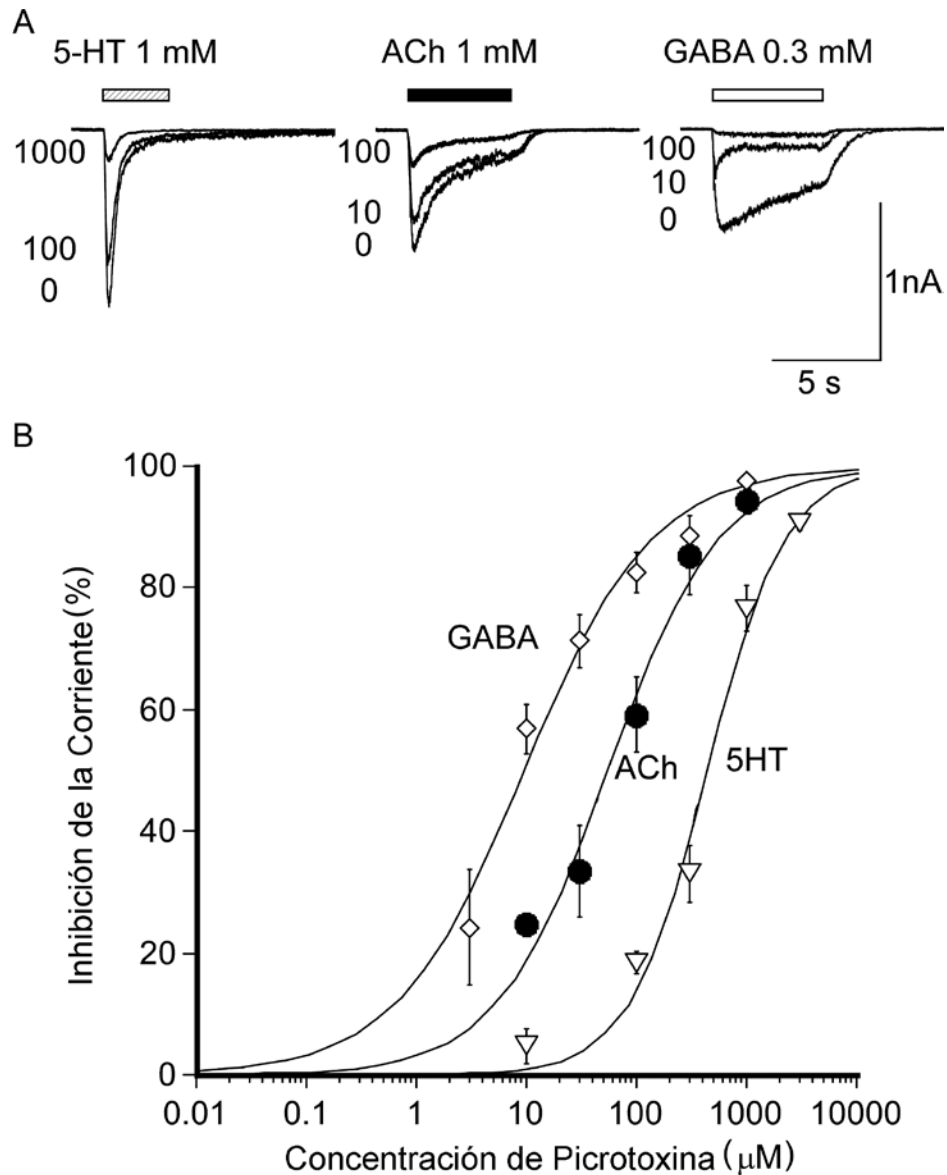 A
5-HT 1 mM
ACh 1 mM
GABA 0.3 mM
1000
100
0
100
10
0
100
10
0
1nA
5 s
B
100
80
60
40
20
0
Inhibición de la Corriente(%)
GABA
ACh
5HT
0.01
0.1
1
10
100
1000
10000
Concentración de Picrotoxina (µM)